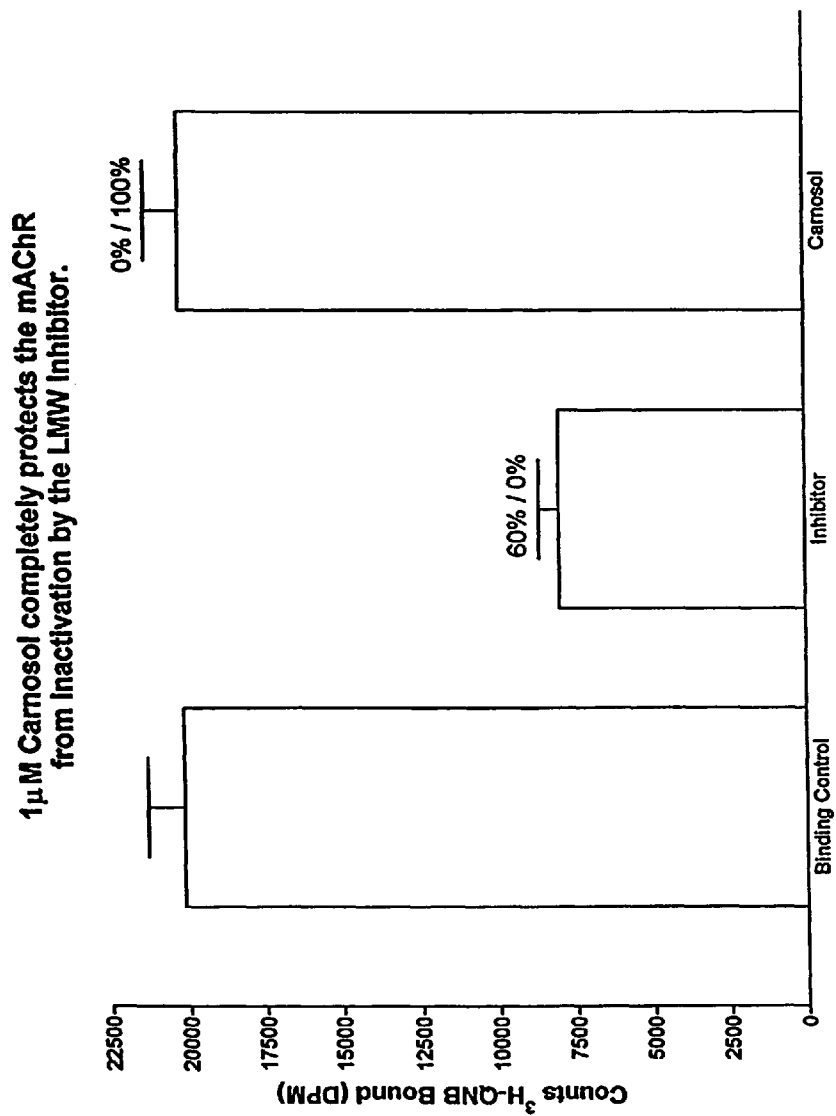 1μM Carnosol completely protects the mAChR
from Inactivation by the LMW Inhibitor.
Counts ³H-QNB Bound (DPM)
22500
20000
17500
15000
12500
10000
7500
5000
2500
0
60% / 0%
0% / 100%
Binding Control
Inhibitor
Carnosol